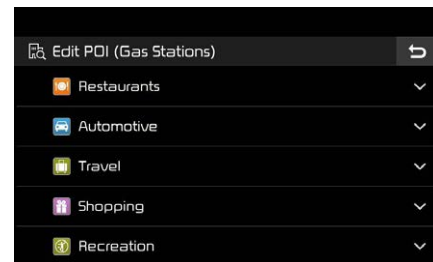 Edit POI (Gas Stations)
Restaurants
Automotive
Travel
Shopping
Recreation